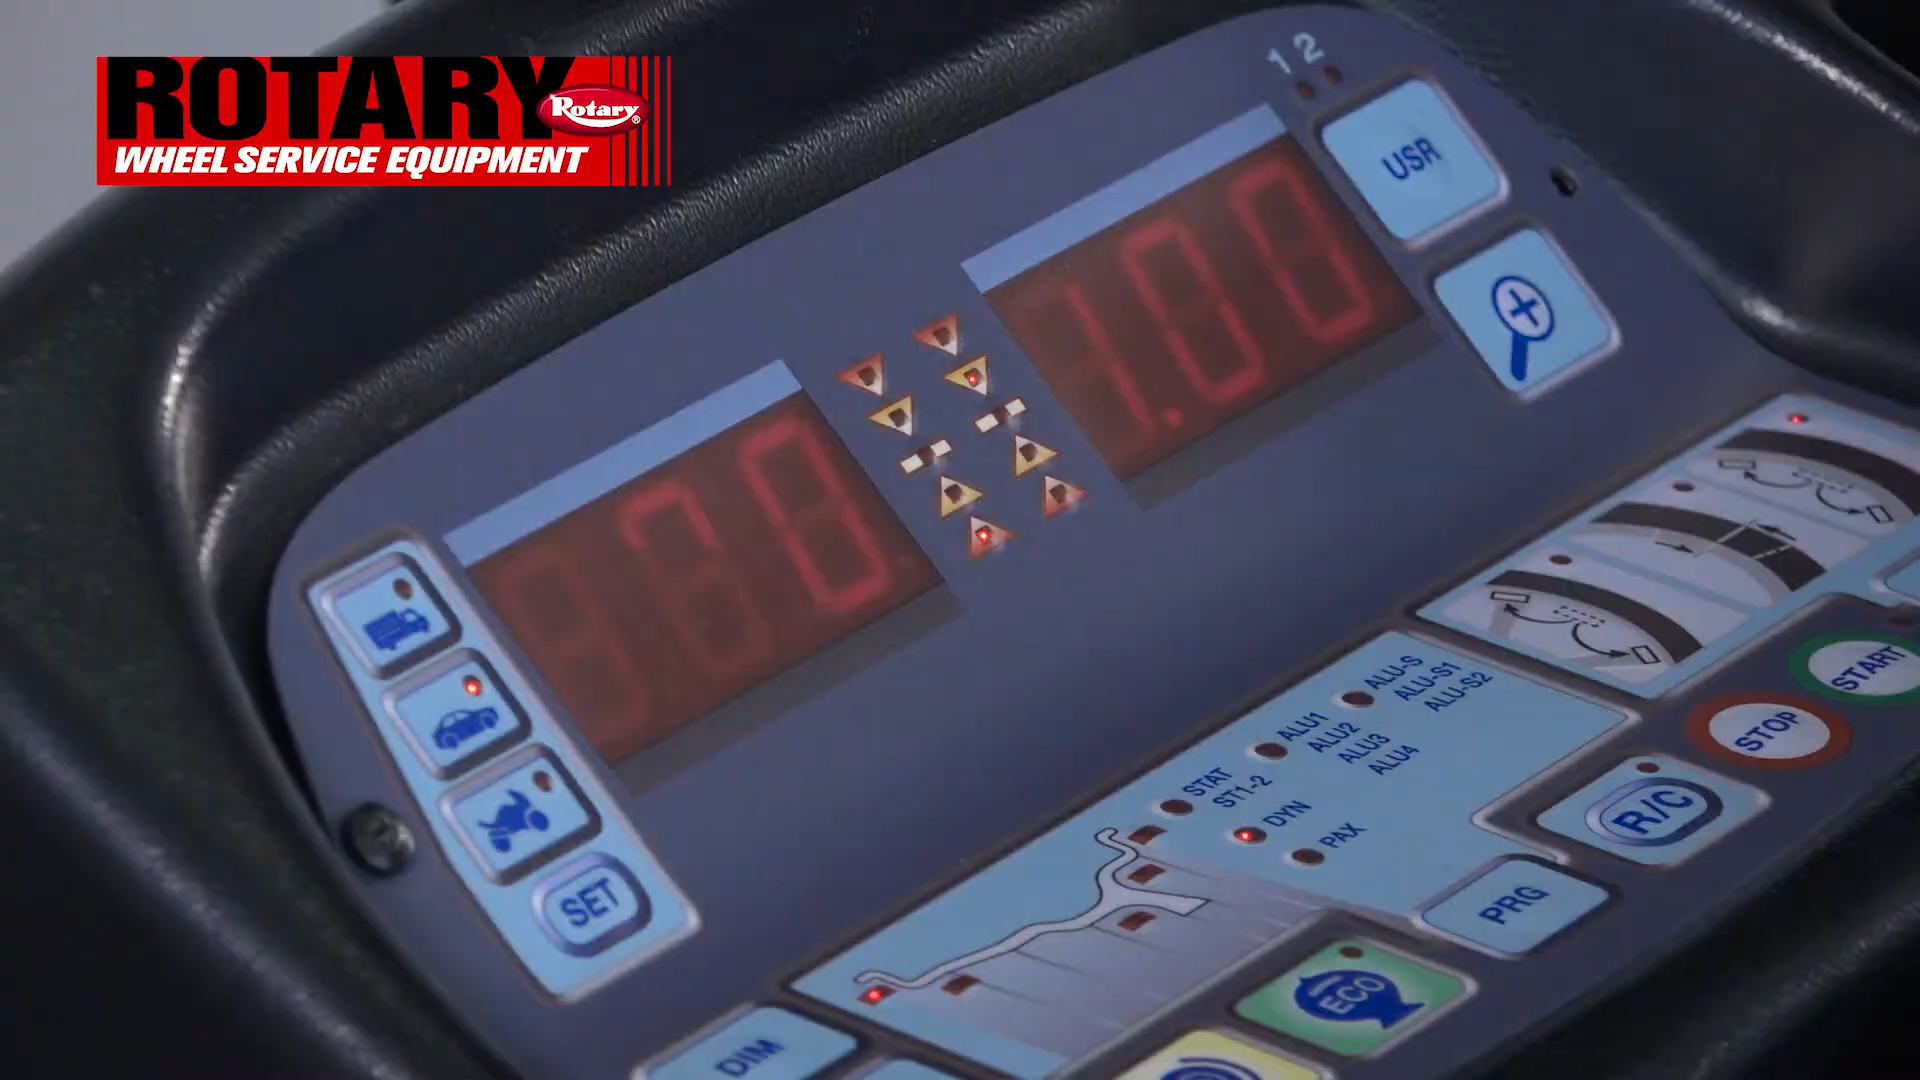 ROTARY
Rotary®
WHEEL SERVICE EQUIPMENT
1 2
USR
1.00
70
ALU-S
ALU-S1
ALU-S2
ALU1
ALU2
ALU3
ALU4
STAT
ST1-2
DYN
PAX
START
STOP
R/C
PRG
SET
ECO
DIM